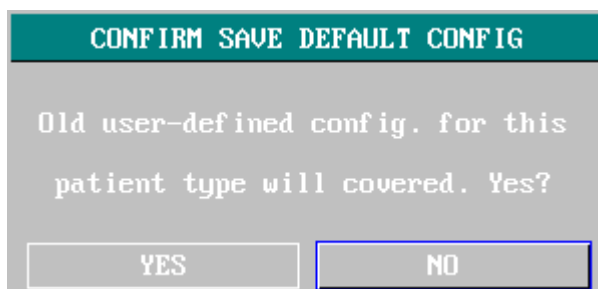 CONFIRM SAVE DEFAULT CONFIG
Old user-defined config. for this
patient type will covered. Yes?
YES NO